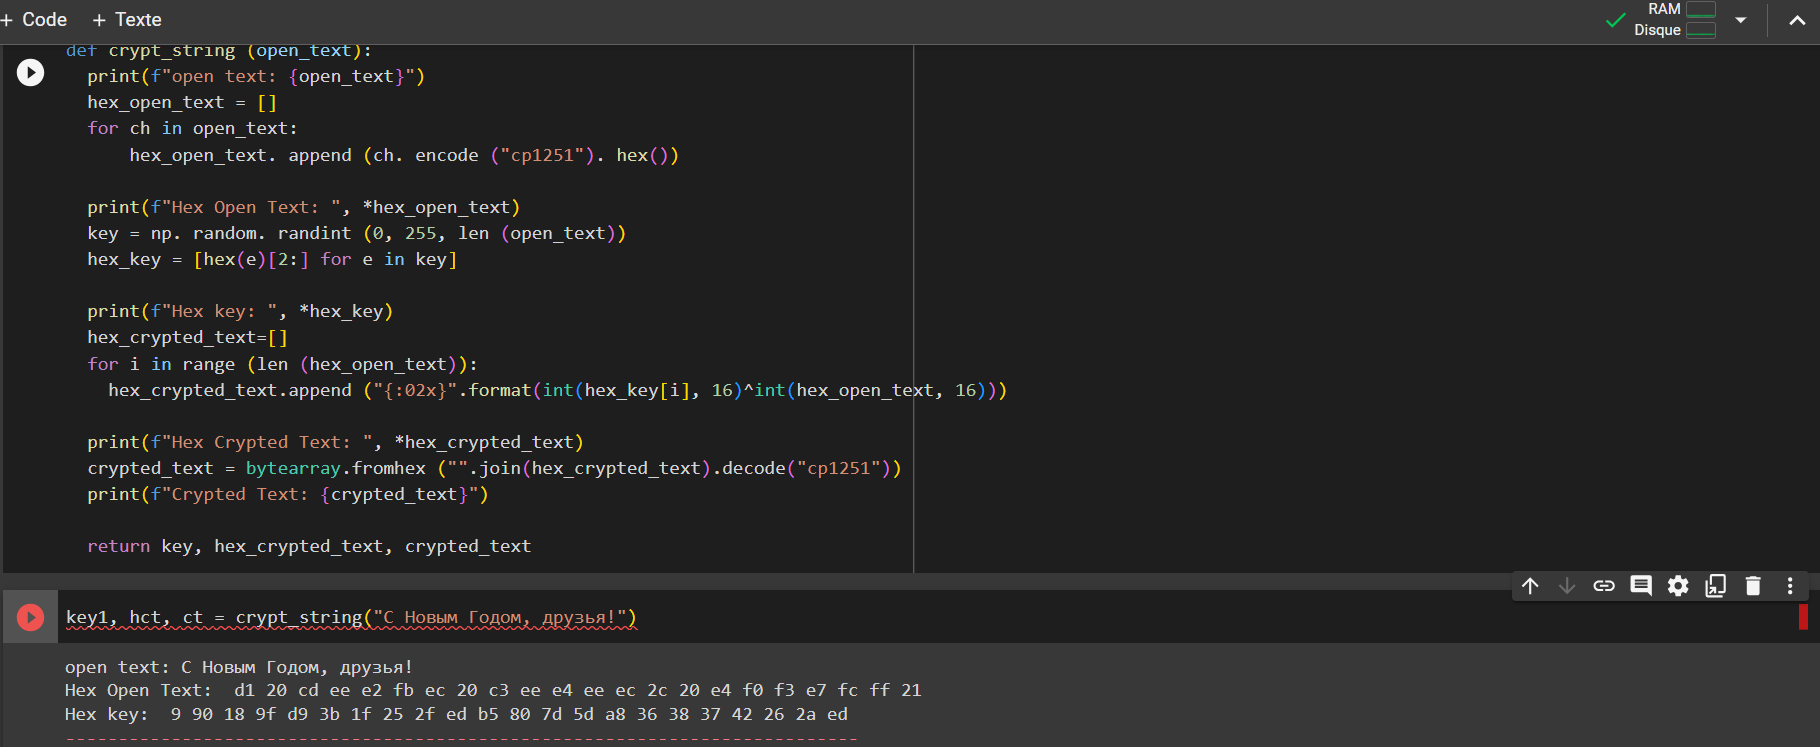 + Code + Texte
RAM
Disque
def crypt_string (open_text):
print(f"open text: {open_text}")
hex_open_text = []
for ch in open_text:
hex_open_text. append (ch. encode ("cp1251"). hex())
print(f"Hex Open Text: ", *hex_open_text)
key = np. random. randint (0, 255, len (open_text))
hex_key = [hex(e)[2:] for e in key]
print(f"Hex key: ", *hex_key)
hex_crypted_text=[]
for i in range (len (hex_open_text)):
hex_crypted_text.append ("{:02x}".format(int(hex_key[i], 16)^int(hex_open_text, 16)))
print(f"Hex Crypted Text: ", *hex_crypted_text)
crypted_text = bytearray.fromhex ("".join(hex_crypted_text).decode("cp1251"))
print(f"Crypted Text: {crypted_text}")
return key, hex_crypted_text, crypted_text
key1, hct, ct = crypt_string("С Новым Годом, друзья!")
open text: С Новым Годом, друзья!
Hex Open Text:  d1 20 cd ee e2 fb ec 20 c3 ee e4 ee ec 2c 20 e4 f0 f3 e7 fc ff 21
Hex key:  9 90 18 9f d9 3b 1f 25 2f ed b5 80 7d 5d a8 36 38 37 42 26 2a ed
---------------------------------------------------------------------------